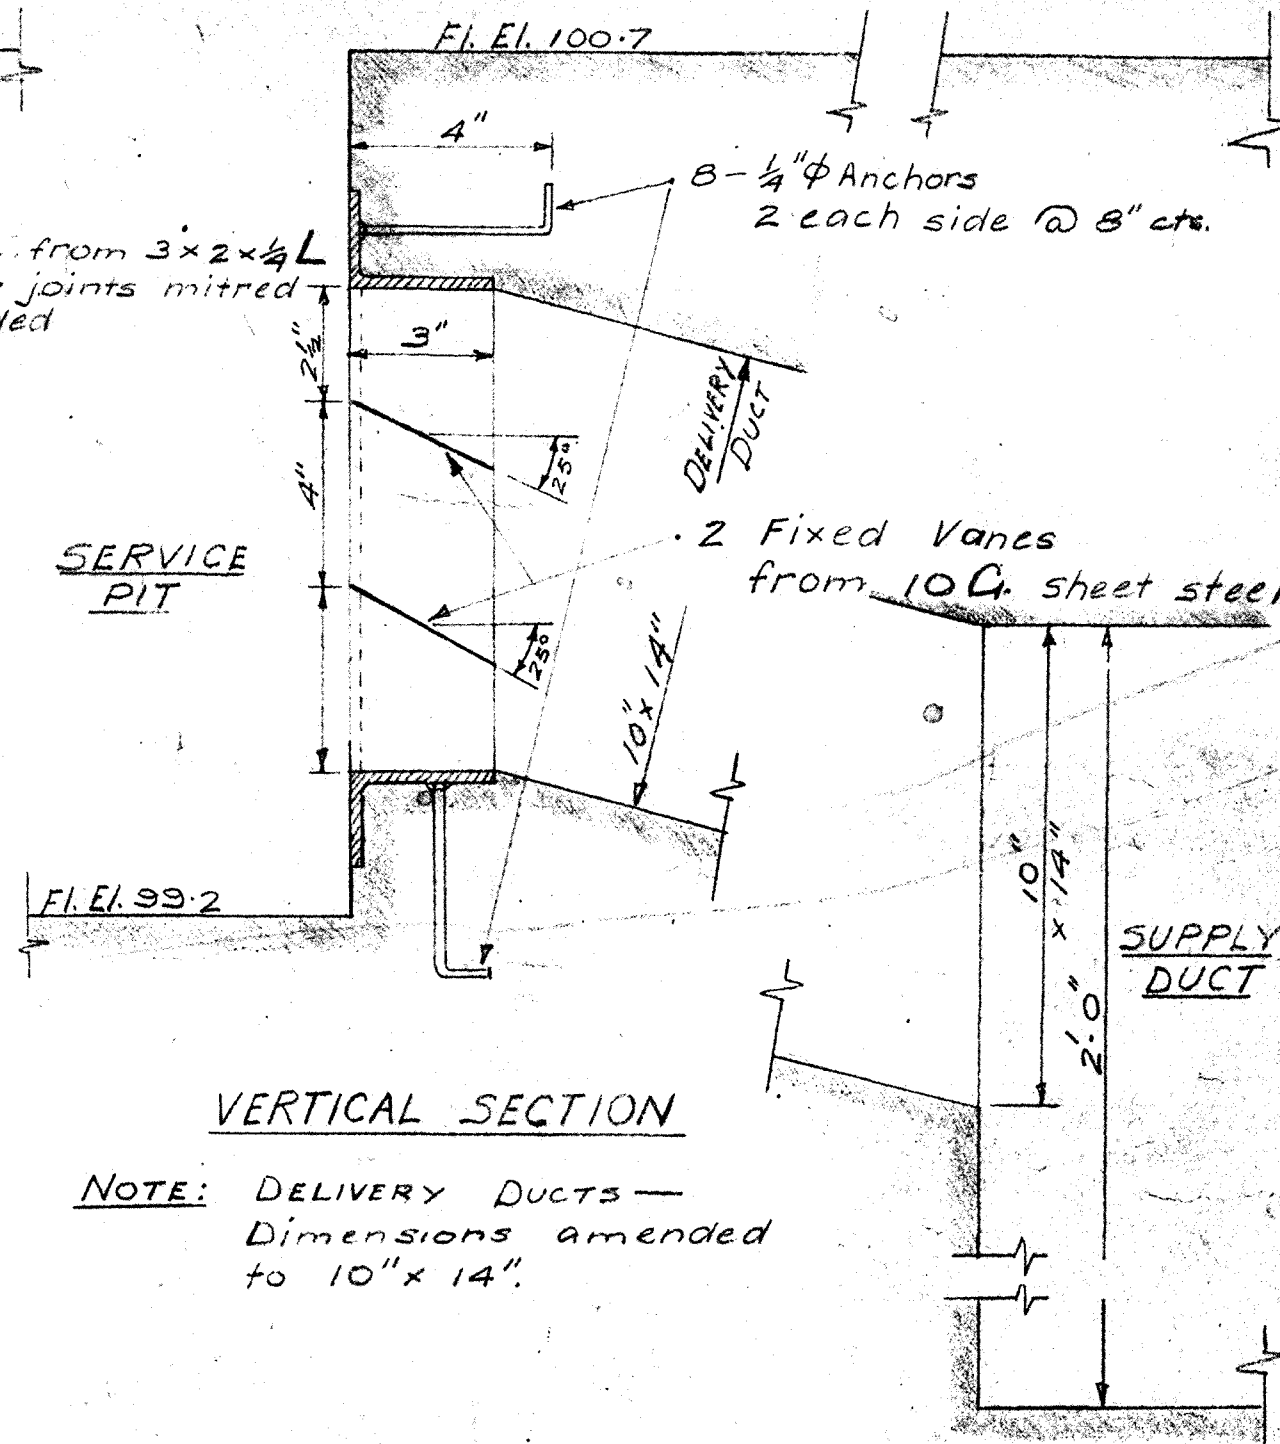 Fl. El. 100·7
4"
8 - ¼"φ Anchors
2 each side @ 8" cts.
from 3 x 2 x ¼ L
joints mitred
2½"
3"
4"
25°
25°
DELIVERY
DUCT
SERVICE
PIT
2 Fixed Vanes
from 10 G. sheet steel
10" x 14"
Fl. El. 99·2
10" x 14"
2'·0"
SUPPLY
DUCT
VERTICAL SECTION
NOTE: DELIVERY DUCTS —
Dimensions amended
to 10" x 14".